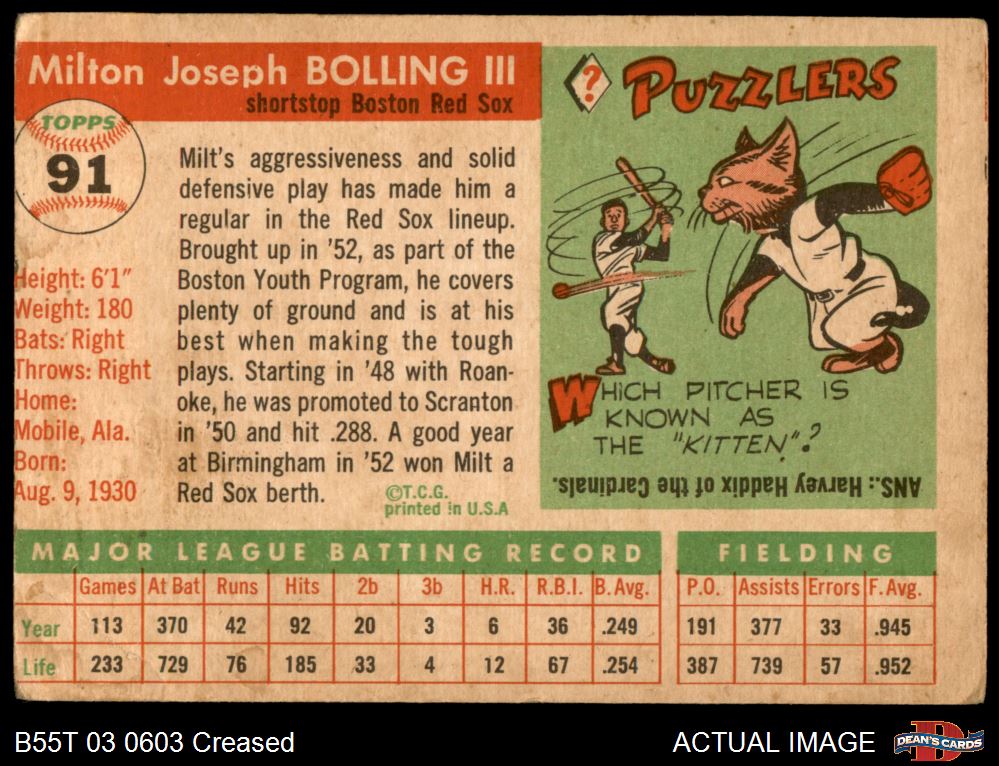 Milton Joseph BOLLING III
shortstop Boston Red Sox
TOPPS
91
Milt's aggressiveness and solid
defensive play has made him a
regular in the Red Sox lineup.
Brought up in '52, as part of the
Boston Youth Program, he covers
plenty of ground and is at his
best when making the tough
plays. Starting in '48 with Roan-
oke, he was promoted to Scranton
in '50 and hit .288. A good year
at Birmingham in '52 won Milt a
Red Sox berth.
©T.C.G.
printed in U.S.A
Height: 6'1"
Weight: 180
Bats: Right
Throws: Right
Home:
Mobile, Ala.
Born:
Aug. 9, 1930
?
PUZZLERS
WHICH PITCHER IS
KNOWN AS
THE "KITTEN"?
ANS.: Harvey Haddix of the Cardinals.
MAJOR LEAGUE BATTING RECORD
Games At Bat Runs Hits 2b 3b H.R. R.B.I. B. Avg.
Year 113 370 42 92 20 3 6 36 .249
Life 233 729 76 185 33 4 12 67 .254
FIELDING
P.O. Assists Errors F. Avg.
191 377 33 .945
387 739 57 .952
B55T 03 0603 Creased
ACTUAL IMAGE
DEAN'S CARDS